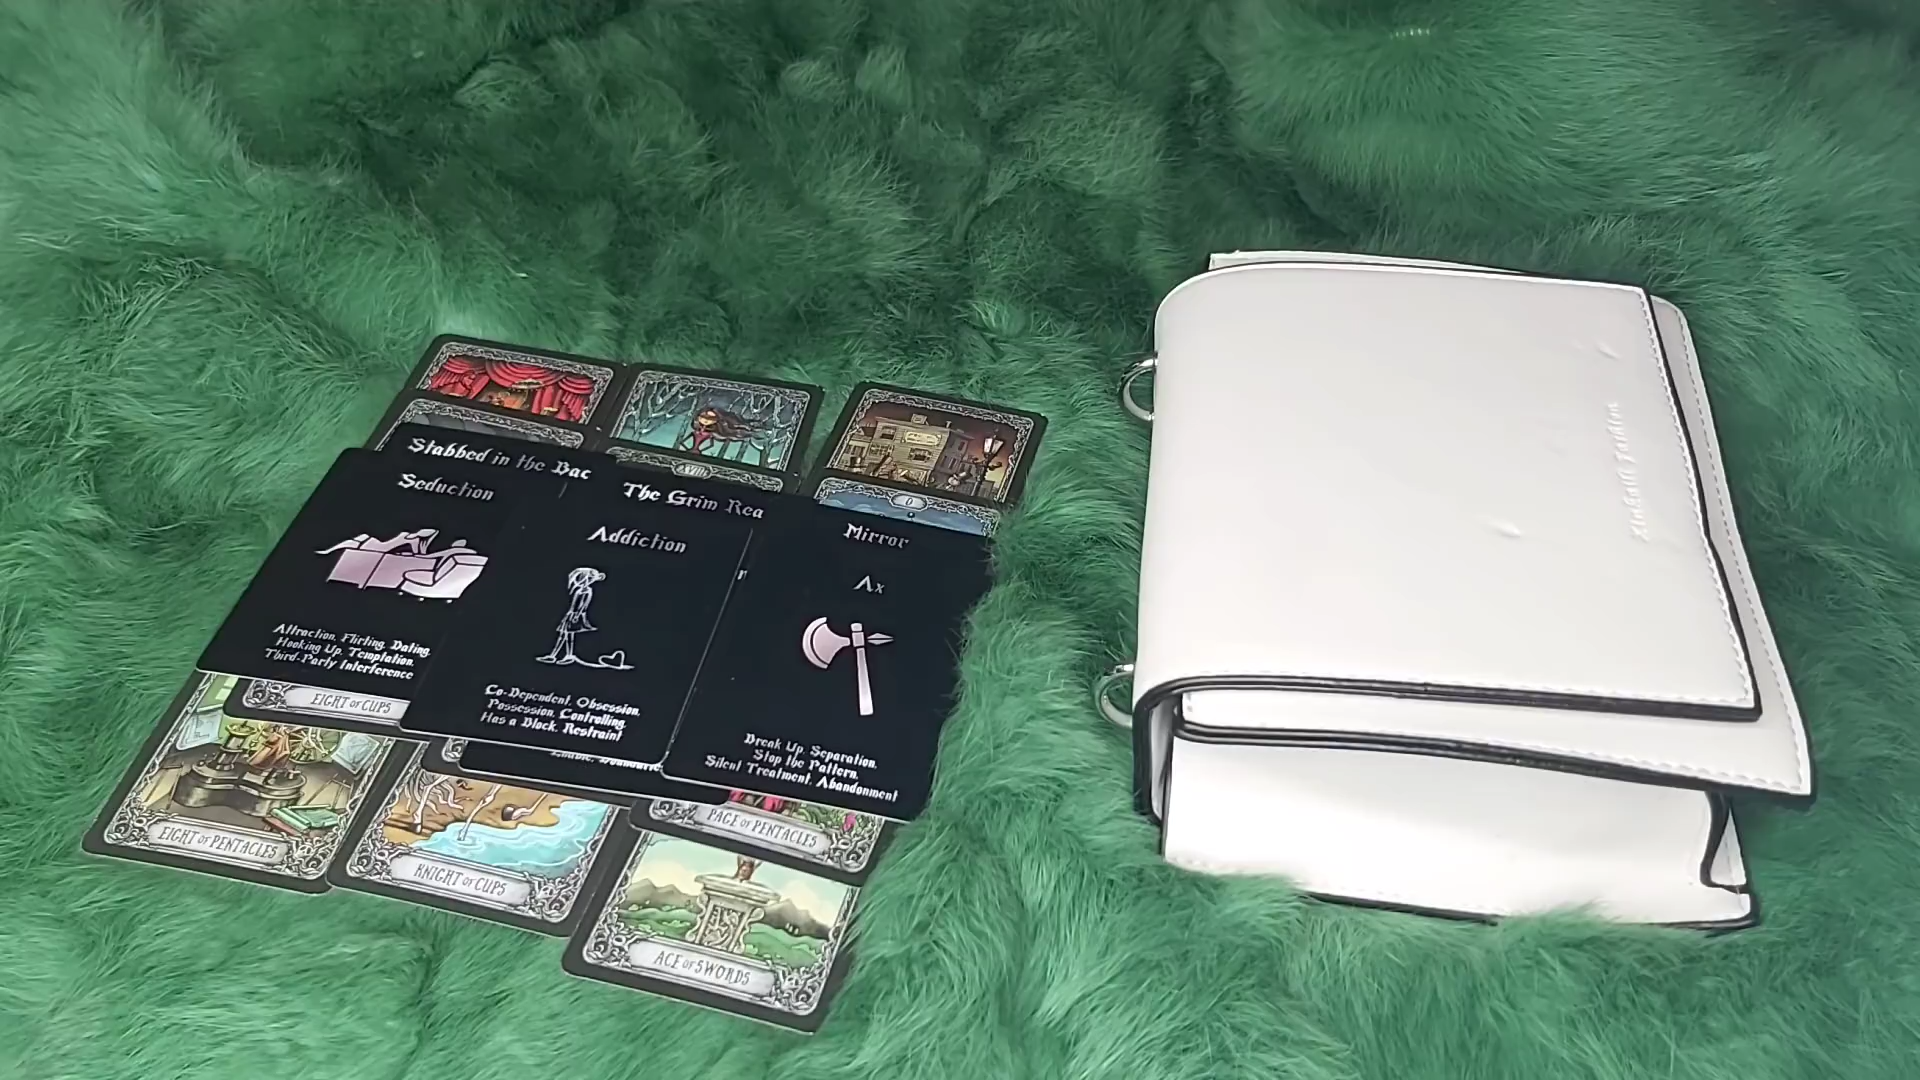 XVIII
0
Stabbed in the Bac
Seduction
Attraction, Flirting, Dating,
Hooking Up, Temptation,
Third-Party Interference
The Grim Rea
Addiction
Co-Dependent, Obsession,
Possession, Controlling,
Has a Block, Restraint
Mirror
Ax
Break Up, Separation,
Stop the Pattern,
Silent Treatment, Abandonment
EIGHT OF CUPS
EIGHT OF PENTACLES
KNIGHT OF CUPS
PAGE OF PENTACLES
ACE OF SWORDS